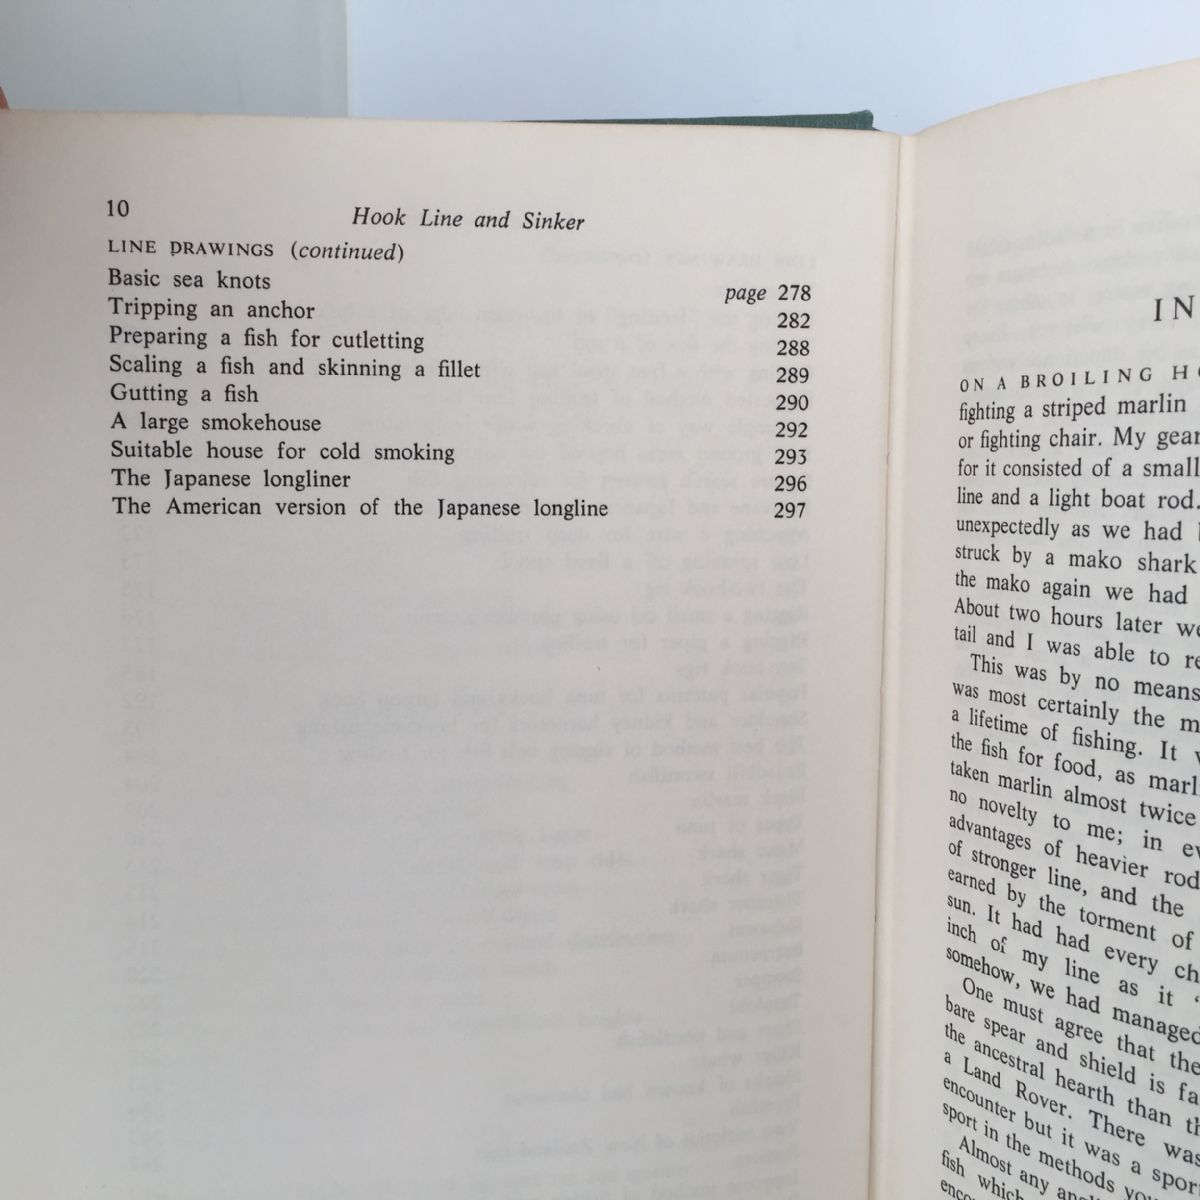 10
Hook Line and Sinker
LINE DRAWINGS (continued)
Basic sea knots page 278
Tripping an anchor 282
Preparing a fish for cutletting 288
Scaling a fish and skinning a fillet 289
Gutting a fish 290
A large smokehouse 292
Suitable house for cold smoking 293
The Japanese longliner 296
The American version of the Japanese longline 297
IN
ON A BROILING HO
fighting a striped marlin
or fighting chair. My gear
for it consisted of a small
line and a light boat rod.
unexpectedly as we had
struck by a mako shark
the mako again we had
About two hours later we
tail and I was able to re
This was by no means
was most certainly the m
a lifetime of fishing. It
the fish for food, as marl
taken marlin almost twice
no novelty to me; in ev
advantages of heavier rod
of stronger line, and the
earned by the torment of
sun. It had had every ch
inch of my line as it
somehow, we had managed
One must agree that the
bare spear and shield is fa
the ancestral hearth than th
a Land Rover. There was
encounter but it was a spor
sport in the methods you
Almost any angl
fish which
enco